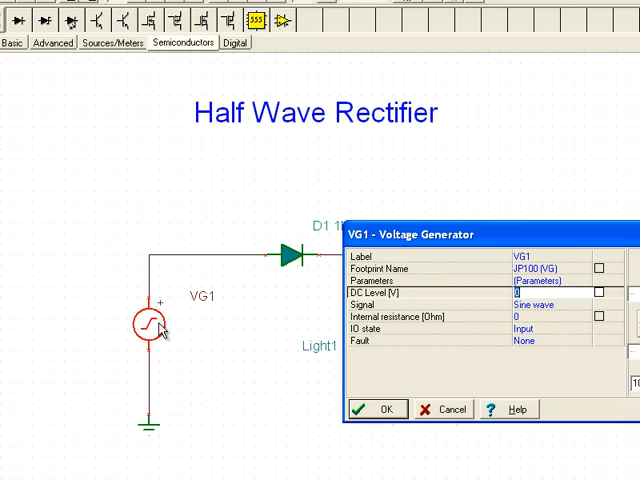 555
Basic Advanced Sources/Meters Semiconductors Digital
Half Wave Rectifier
D1 1
VG1 - Voltage Generator
Label VG1
Footprint Name JP100 (VG)
Parameters (Parameters)
DC Level [V] 0
Signal Sine wave
Internal resistance [Ohm] 0
IO state Input
Fault None
+
VG1
Light1
OK Cancel ? Help
10